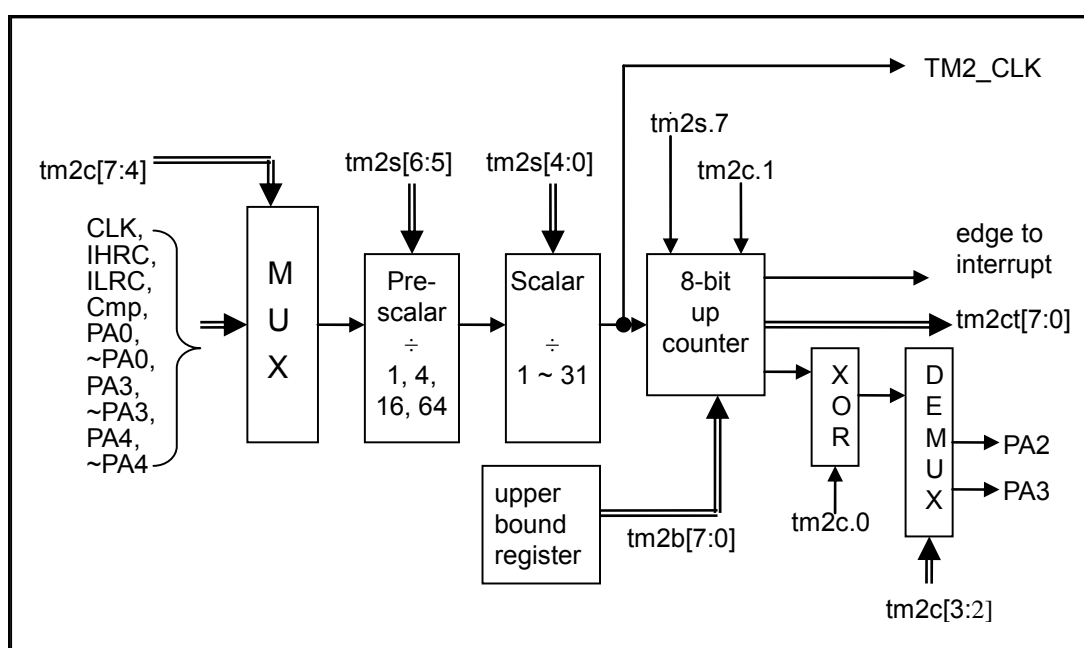 TM2_CLK
tm2s.7
tm2c[7:4]
tm2s[6:5]
tm2s[4:0]
tm2c.1
CLK,
IHRC,
ILRC,
Cmp,
PA0,
~PA0,
PA3,
~PA3,
PA4,
~PA4
M
U
X
Pre-
scalar
÷
1, 4,
16, 64
Scalar
÷
1 ~ 31
8-bit
up
counter
edge to
interrupt
tm2ct[7:0]
X
O
R
D
E
M
U
X
PA2
PA3
upper
bound
register
tm2b[7:0]
tm2c.0
tm2c[3:2]